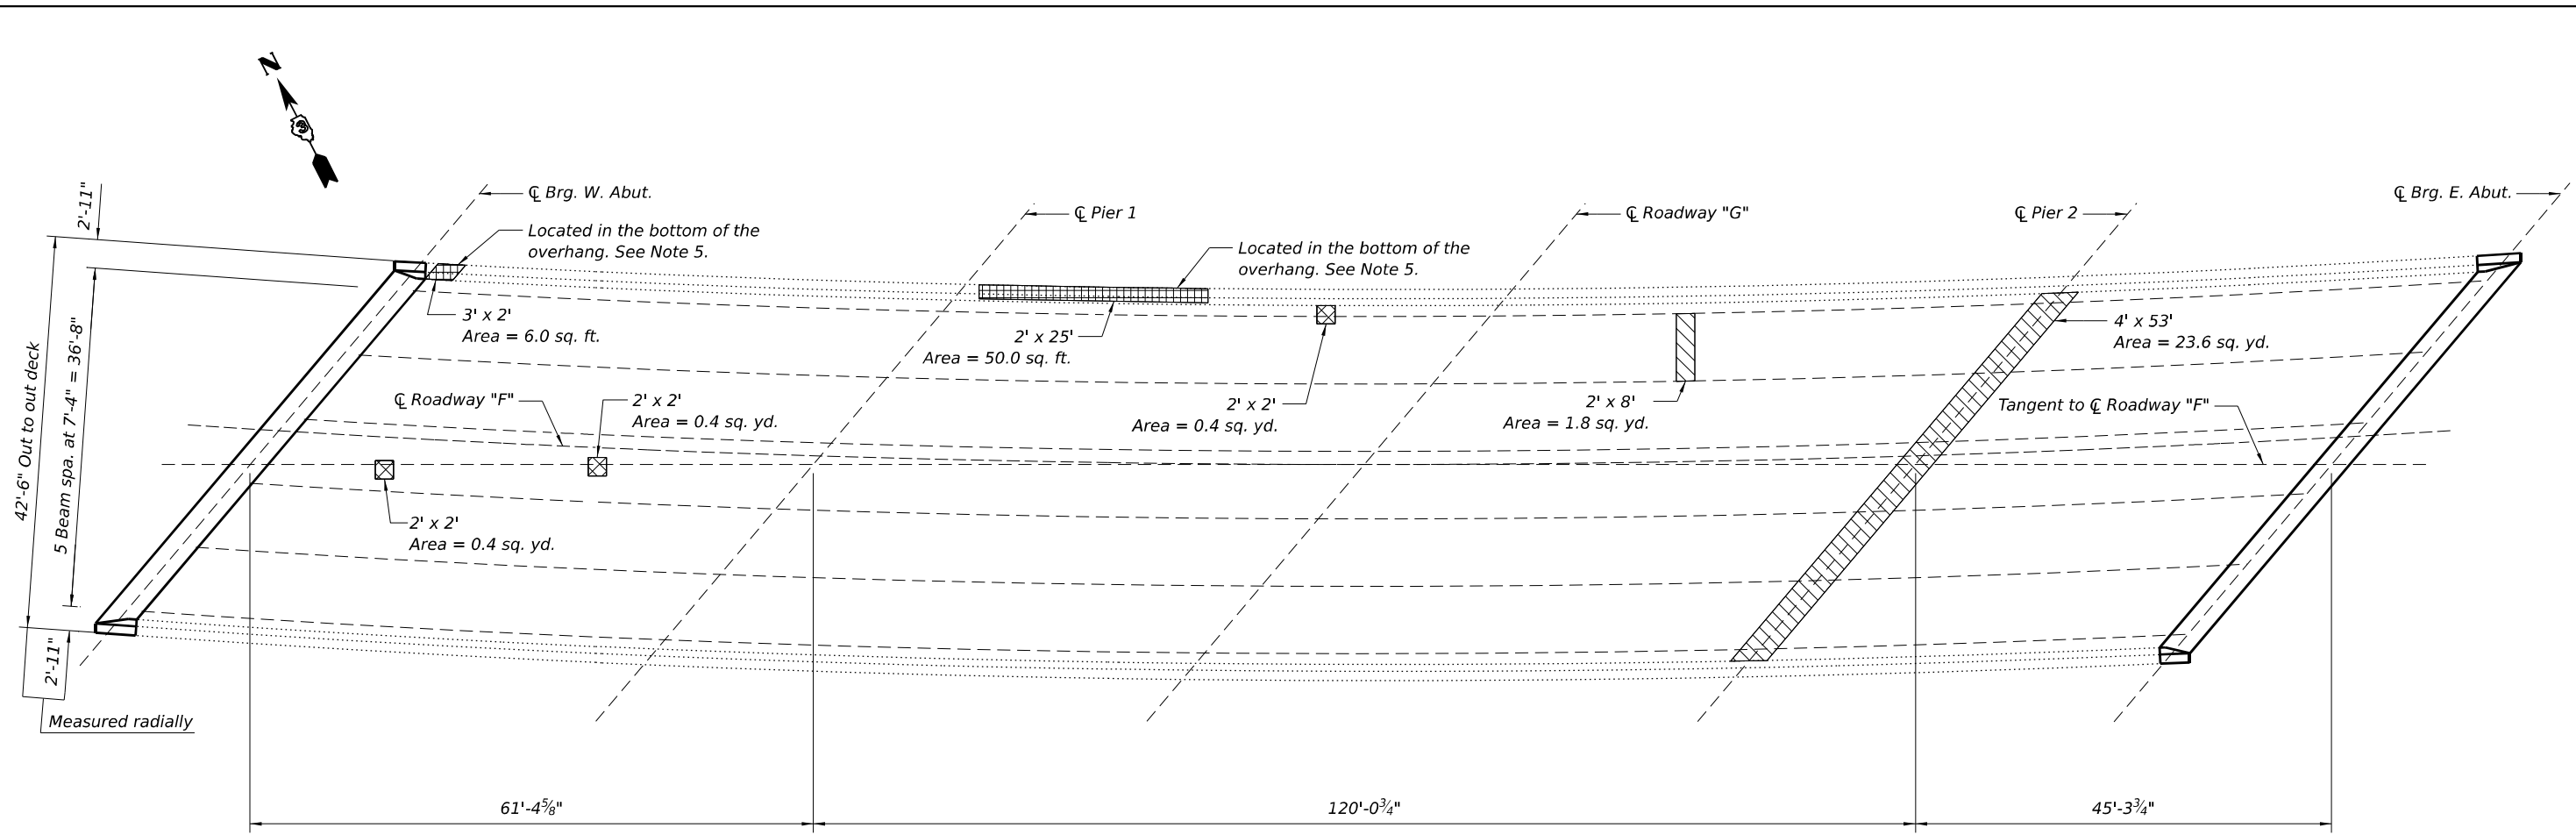 N
3
℄ Brg. W. Abut.
Located in the bottom of the
overhang. See Note 5.
℄ Pier 1
Located in the bottom of the
overhang. See Note 5.
℄ Roadway "G"
℄ Pier 2
℄ Brg. E. Abut.
2'-11"
42'-6" Out to out deck
5 Beam spa. at 7'-4" = 36'-8"
2'-11"
Measured radially
3' x 2'
Area = 6.0 sq. ft.
2' x 25'
Area = 50.0 sq. ft.
4' x 53'
Area = 23.6 sq. yd.
℄ Roadway "F"
2' x 2'
Area = 0.4 sq. yd.
2' x 2'
Area = 0.4 sq. yd.
2' x 8'
Area = 1.8 sq. yd.
Tangent to ℄ Roadway "F"
2' x 2'
Area = 0.4 sq. yd.
61'-4⅝"
120'-0¾"
45'-3¾"